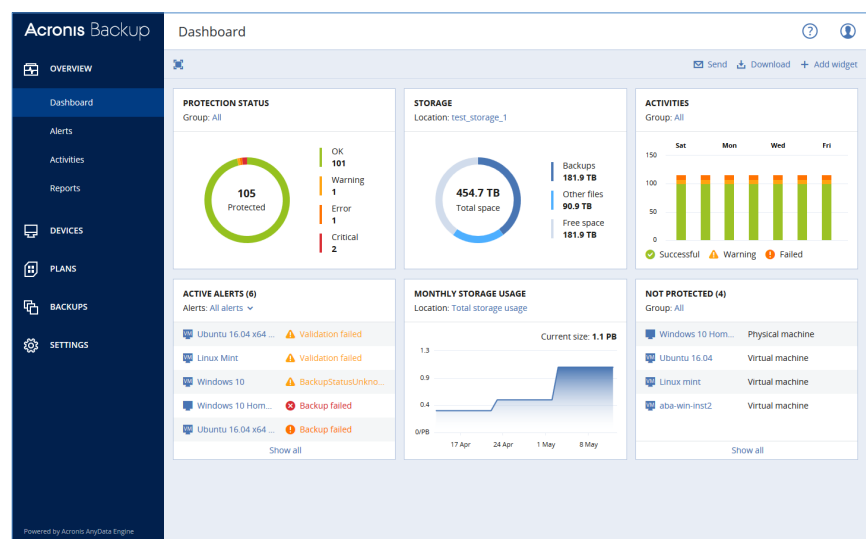 Acronis Backup
Dashboard
OVERVIEW
Dashboard
Alerts
Activities
Reports
DEVICES
PLANS
BACKUPS
SETTINGS
Powered by Acronis AnyData Engine
Send Download + Add widget
PROTECTION STATUS
Group: All
105
Protected
OK
101
Warning
1
Error
1
Critical
2
STORAGE
Location: test_storage_1
454.7 TB
Total space
Backups
181.9 TB
Other files
90.9 TB
Free space
181.9 TB
ACTIVITIES
Group: All
Sat Mon Wed Fri
150
100
50
0
Successful Warning Failed
ACTIVE ALERTS (6)
Alerts: All alerts
VM Ubuntu 16.04 x64 ... Validation failed
VM Linux Mint Validation failed
VM Windows 10 BackupStatusUnkno...
Windows 10 Hom... Backup failed
VM Ubuntu 16.04 x64 ... Backup failed
Show all
MONTHLY STORAGE USAGE
Location: Total storage usage
Current size: 1.1 PB
1.3
0.9
0.4
0/PB
17 Apr 24 Apr 1 May 8 May
NOT PROTECTED (4)
Group: All
Windows 10 Hom... Physical machine
VM Ubuntu 16.04 Virtual machine
VM Linux mint Virtual machine
VM aba-win-inst2 Virtual machine
Show all